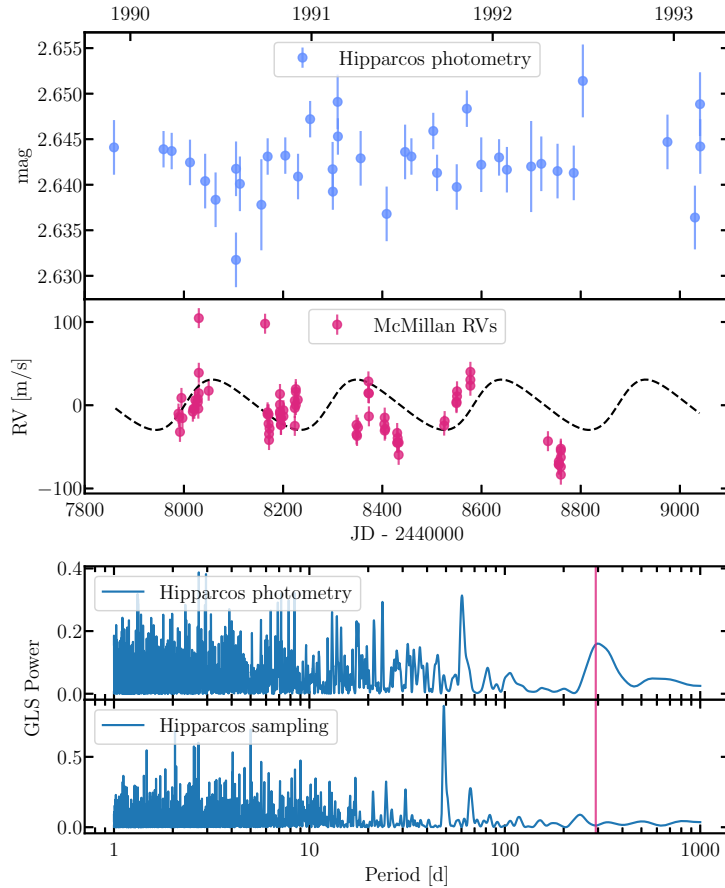 1990 1991 1992 1993
2.655
Hipparcos photometry
2.650
2.645
mag
2.640
2.635
2.630
100
McMillan RVs
RV [m/s]
0
−100
7800 8000 8200 8400 8600 8800 9000
JD - 2440000
0.4
Hipparcos photometry
0.2
0.0
GLS Power
Hipparcos sampling
0.5
0.0
1 10 100 1000
Period [d]